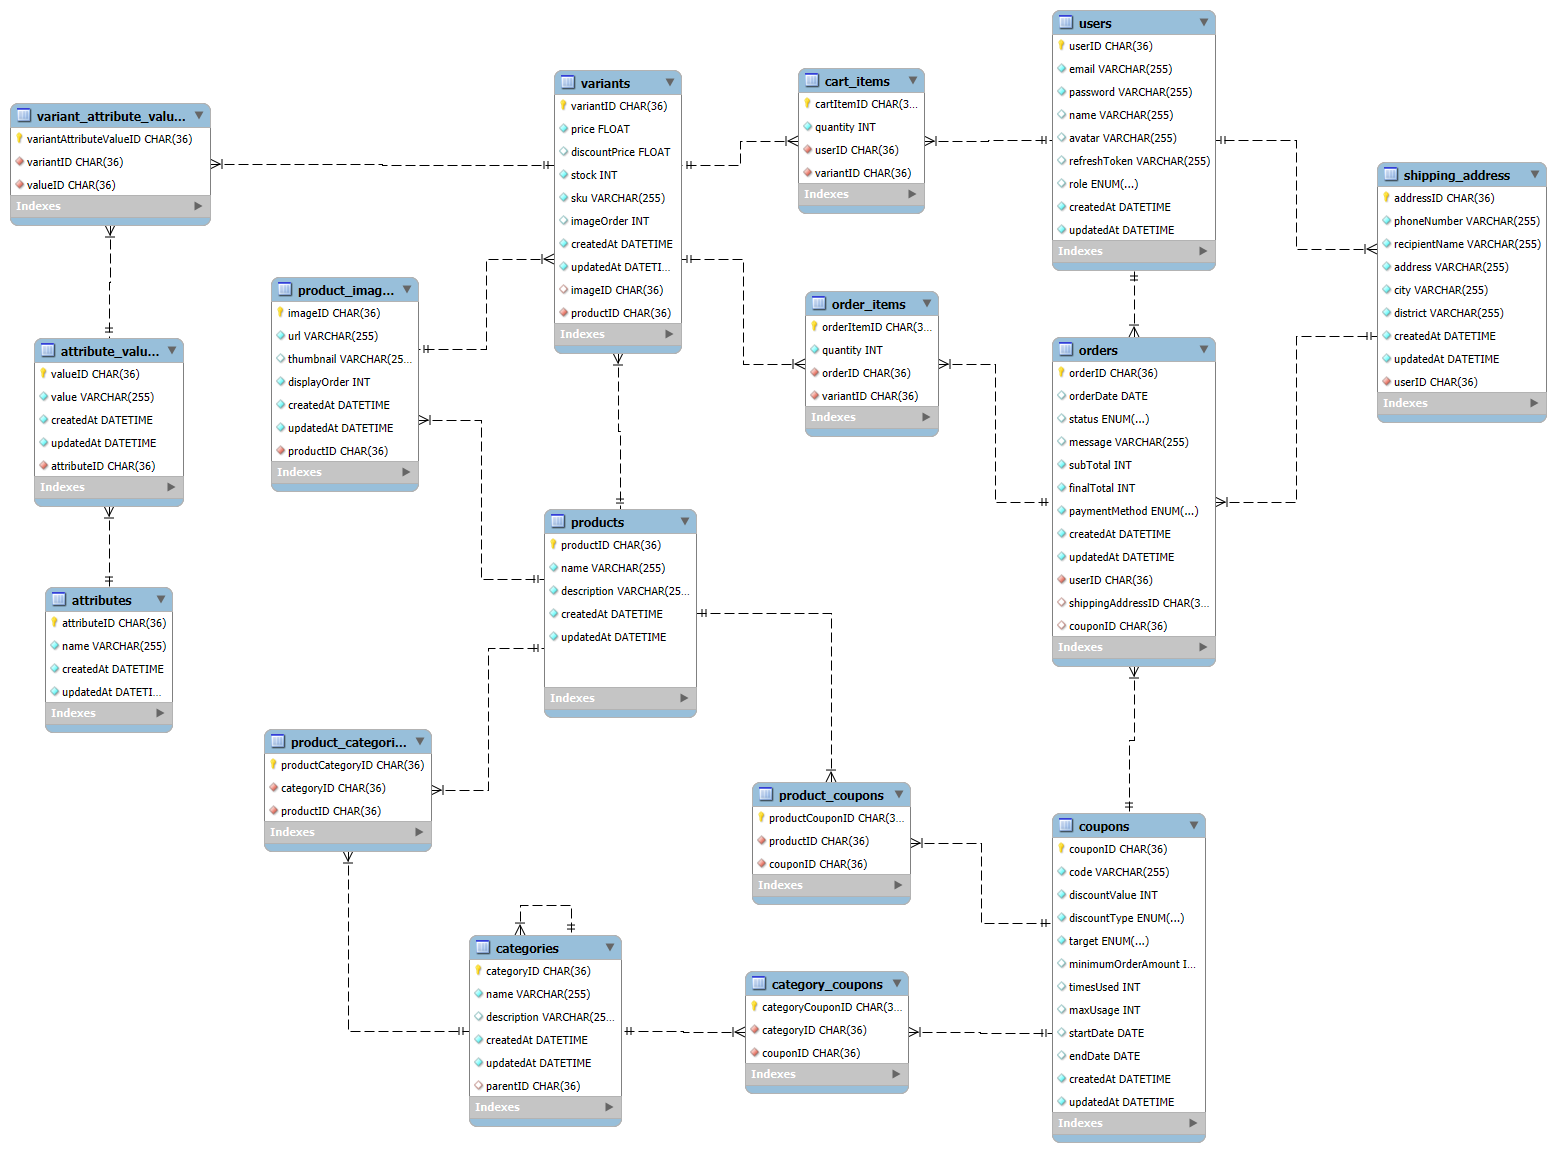 variant_attribute_valu...
variantAttributeValueID CHAR(36)
variantID CHAR(36)
valueID CHAR(36)
Indexes
attribute_valu...
valueID CHAR(36)
value VARCHAR(255)
createdAt DATETIME
updatedAt DATETIME
attributeID CHAR(36)
Indexes
attributes
attributeID CHAR(36)
name VARCHAR(255)
createdAt DATETIME
updatedAt DATETI...
Indexes
product_imag...
imageID CHAR(36)
url VARCHAR(255)
thumbnail VARCHAR(25...
displayOrder INT
createdAt DATETIME
updatedAt DATETIME
productID CHAR(36)
Indexes
variants
variantID CHAR(36)
price FLOAT
discountPrice FLOAT
stock INT
sku VARCHAR(255)
imageOrder INT
createdAt DATETIME
updatedAt DATETI...
imageID CHAR(36)
productID CHAR(36)
Indexes
products
productID CHAR(36)
name VARCHAR(255)
description VARCHAR(25...
createdAt DATETIME
updatedAt DATETIME
Indexes
product_categori...
productCategoryID CHAR(36)
categoryID CHAR(36)
productID CHAR(36)
Indexes
categories
categoryID CHAR(36)
name VARCHAR(255)
description VARCHAR(25...
createdAt DATETIME
updatedAt DATETIME
parentID CHAR(36)
Indexes
cart_items
cartItemID CHAR(3...
quantity INT
userID CHAR(36)
variantID CHAR(36)
Indexes
order_items
orderItemID CHAR(3...
quantity INT
orderID CHAR(36)
variantID CHAR(36)
Indexes
product_coupons
productCouponID CHAR(3...
productID CHAR(36)
couponID CHAR(36)
Indexes
category_coupons
categoryCouponID CHAR(3...
categoryID CHAR(36)
couponID CHAR(36)
Indexes
users
userID CHAR(36)
email VARCHAR(255)
password VARCHAR(255)
name VARCHAR(255)
avatar VARCHAR(255)
refreshToken VARCHAR(255)
role ENUM(...)
createdAt DATETIME
updatedAt DATETIME
Indexes
orders
orderID CHAR(36)
orderDate DATE
status ENUM(...)
message VARCHAR(255)
subTotal INT
finalTotal INT
paymentMethod ENUM(...)
createdAt DATETIME
updatedAt DATETIME
userID CHAR(36)
shippingAddressID CHAR(3...
couponID CHAR(36)
Indexes
coupons
couponID CHAR(36)
code VARCHAR(255)
discountValue INT
discountType ENUM(...)
target ENUM(...)
minimumOrderAmount I...
timesUsed INT
maxUsage INT
startDate DATE
endDate DATE
createdAt DATETIME
updatedAt DATETIME
Indexes
shipping_address
addressID CHAR(36)
phoneNumber VARCHAR(255)
recipientName VARCHAR(255)
address VARCHAR(255)
city VARCHAR(255)
district VARCHAR(255)
createdAt DATETIME
updatedAt DATETIME
userID CHAR(36)
Indexes